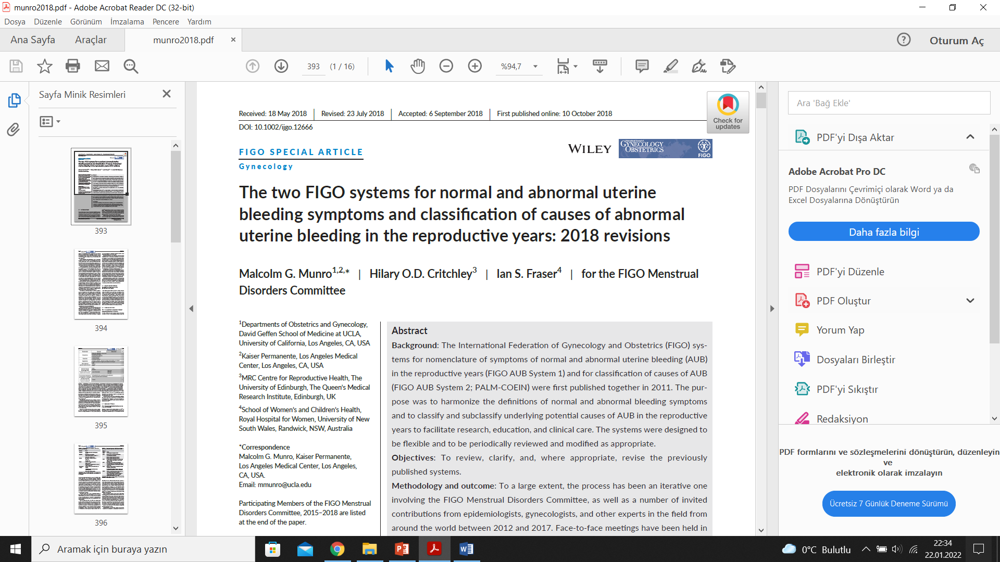 munro2018.pdf - Adobe Acrobat Reader DC (32-bit)
Dosya Düzenle Görünüm İmzalama Pencere Yardım
Ana Sayfa Araçlar munro2018.pdf Oturum Aç
393 (1 / 16) %94,7
Sayfa Minik Resimleri
393
394
395
396
Received: 18 May 2018 | Revised: 23 July 2018 | Accepted: 6 September 2018 | First published online: 10 October 2018
DOI: 10.1002/ijgo.12666
Check for
updates
FIGO SPECIAL ARTICLE
Gynecology
WILEY
International Journal of
GYNECOLOGY
OBSTETRICS
FIGO
The two FIGO systems for normal and abnormal uterine
bleeding symptoms and classification of causes of abnormal
uterine bleeding in the reproductive years: 2018 revisions
Malcolm G. Munro1,2,* | Hilary O.D. Critchley3 | Ian S. Fraser4 | for the FIGO Menstrual
Disorders Committee
1Departments of Obstetrics and Gynecology,
David Geffen School of Medicine at UCLA,
University of California, Los Angeles, CA, USA
2Kaiser Permanente, Los Angeles Medical
Center, Los Angeles, CA, USA
3MRC Centre for Reproductive Health, The
University of Edinburgh, The Queen's Medical
Research Institute, Edinburgh, UK
4School of Women's and Children's Health,
Royal Hospital for Women, University of New
South Wales, Randwick, NSW, Australia
*Correspondence
Malcolm G. Munro, Kaiser Permanente,
Los Angeles Medical Center, Los Angeles,
CA, USA.
Email: mmunro@ucla.edu
Participating Members of the FIGO Menstrual
Disorders Committee, 2015–2018 are listed
at the end of the paper.
Abstract
Background: The International Federation of Gynecology and Obstetrics (FIGO) sys-
tems for nomenclature of symptoms of normal and abnormal uterine bleeding (AUB)
in the reproductive years (FIGO AUB System 1) and for classification of causes of AUB
(FIGO AUB System 2; PALM-COEIN) were first published together in 2011. The pur-
pose was to harmonize the definitions of normal and abnormal bleeding symptoms
and to classify and subclassify underlying potential causes of AUB in the reproductive
years to facilitate research, education, and clinical care. The systems were designed to
be flexible and to be periodically reviewed and modified as appropriate.
Objectives: To review, clarify, and, where appropriate, revise the previously
published systems.
Methodology and outcome: To a large extent, the process has been an iterative one
involving the FIGO Menstrual Disorders Committee, as well as a number of invited
contributions from epidemiologists, gynecologists, and other experts in the field from
around the world between 2012 and 2017. Face-to-face meetings have been held in
Ara 'Bağ Ekle'
PDF'yi Dışa Aktar
Adobe Acrobat Pro DC
PDF Dosyalarını Çevrimiçi olarak Word ya da
Excel Dosyalarına Dönüştürün
Daha fazla bilgi
PDF'yi Düzenle
PDF Oluştur
Yorum Yap
Dosyaları Birleştir
PDF'yi Sıkıştır
Redaksiyon
PDF formlarını ve sözleşmelerini dönüştürün, düzenleyin
ve
elektronik olarak imzalayın
Ücretsiz 7 Günlük Deneme Sürümü
Aramak için buraya yazın
0°C Bulutlu
22:34
22.01.2022